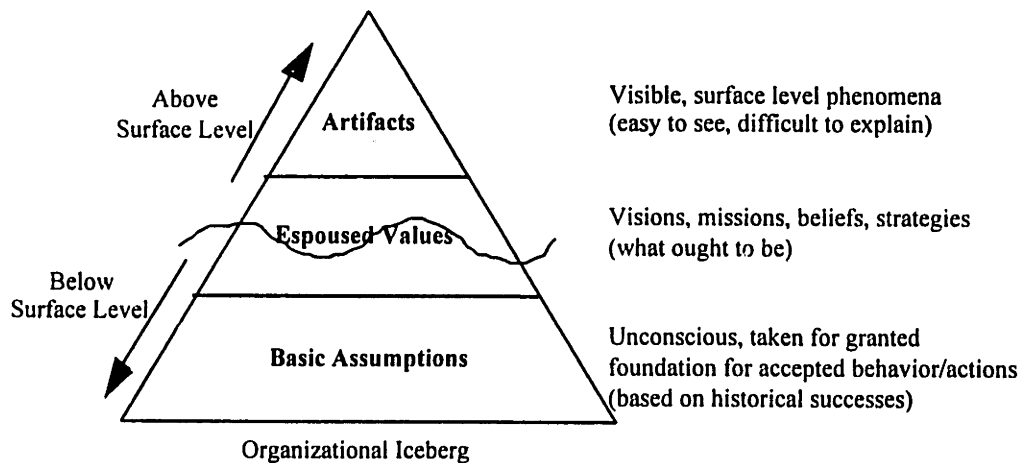 Above
Surface Level
Artifacts
Visible, surface level phenomena
(easy to see, difficult to explain)
Espoused Values
Visions, missions, beliefs, strategies
(what ought to be)
Below
Surface Level
Basic Assumptions
Unconscious, taken for granted
foundation for accepted behavior/actions
(based on historical successes)
Organizational Iceberg